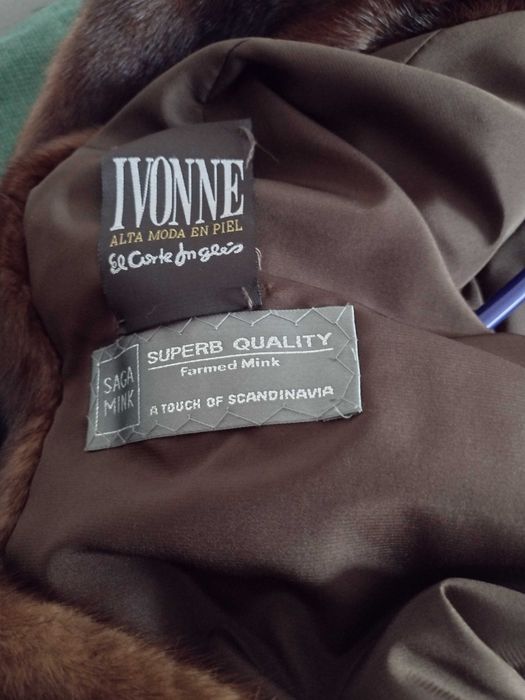 IVONNE
ALTA MODA EN PIEL
El Corte Inglés
SAGA
MINK
SUPERB QUALITY
Farmed Mink
A TOUCH OF SCANDINAVIA